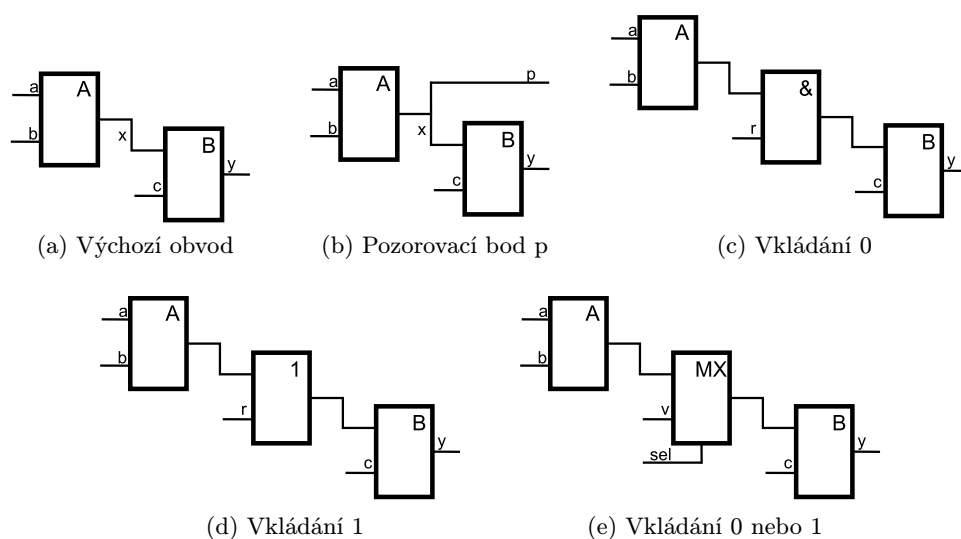 a
A
b
x
B
c
y
(a) Výchozí obvod
a
A
b
p
x
B
c
y
(b) Pozorovací bod p
a
A
b
&
r
B
c
y
(c) Vkládání 0
a
A
b
1
r
B
c
y
(d) Vkládání 1
a
A
b
MX
v
sel
B
c
y
(e) Vkládání 0 nebo 1